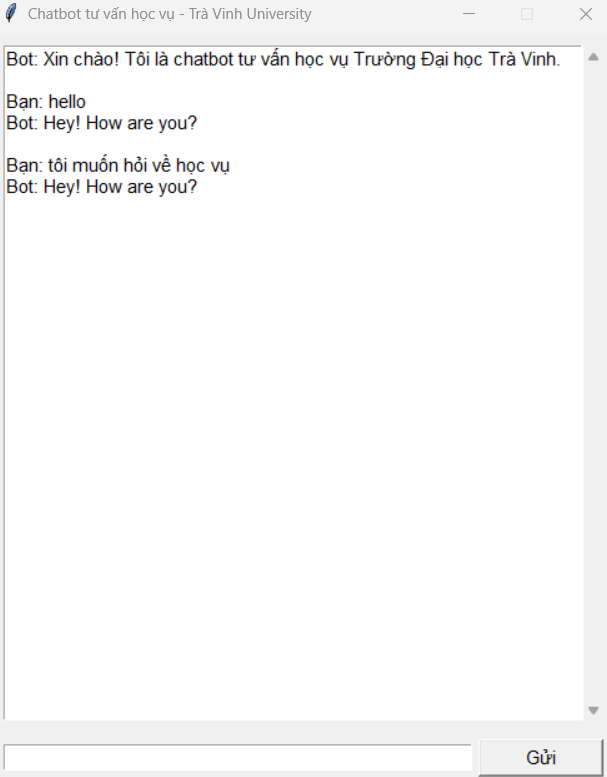 Chatbot tư vấn học vụ - Trà Vinh University
Bot: Xin chào! Tôi là chatbot tư vấn học vụ Trường Đại học Trà Vinh.
Bạn: hello
Bot: Hey! How are you?
Bạn: tôi muốn hỏi về học vụ
Bot: Hey! How are you?
Gửi